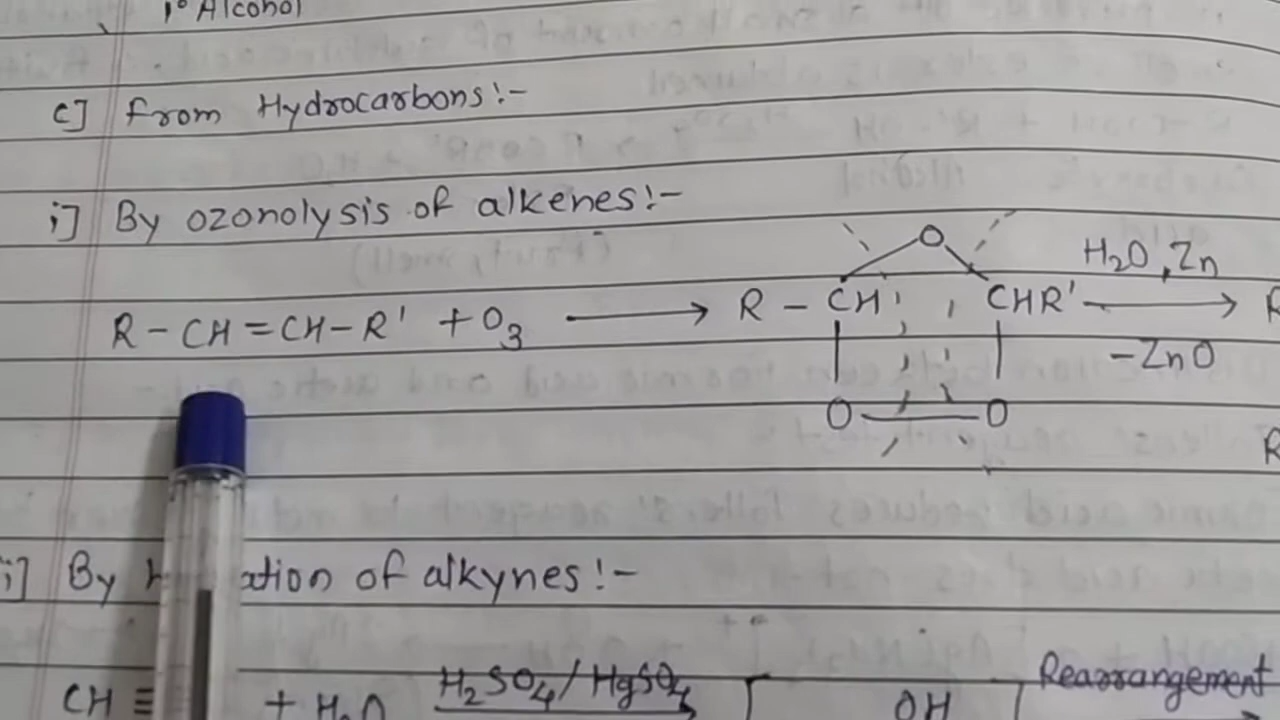 1° Alcohol
C] From Hydrocarbons:-
i] By ozonolysis of alkenes:-
O
R - CH = CH - R' + O3 ⟶ R - CH CHR' ⟶ R
H2O, Zn
-ZnO
O — O
R
i] By ation of alkynes:-
CH ≡ + H2O H2SO4/HgSO4 OH Rearrangement